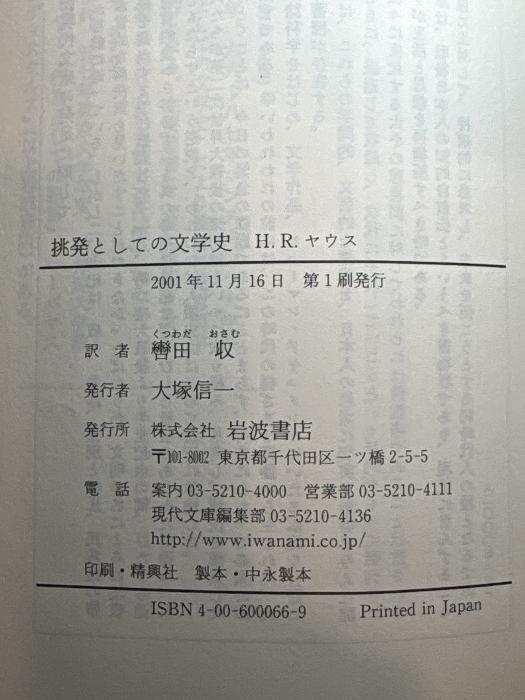 挑発としての文学史　H. R. ヤウス
2001年11月16日　第1刷発行
くつわだ　おさむ
訳　者　轡田　収
発行者　大塚信一
発行所　株式会社 岩波書店
〒101-8002 東京都千代田区一ツ橋 2-5-5
電　話　案内 03-5210-4000　営業部 03-5210-4111
現代文庫編集部 03-5210-4136
http://www.iwanami.co.jp/
印刷・精興社　製本・中永製本
ISBN 4-00-600066-9　Printed in Japan